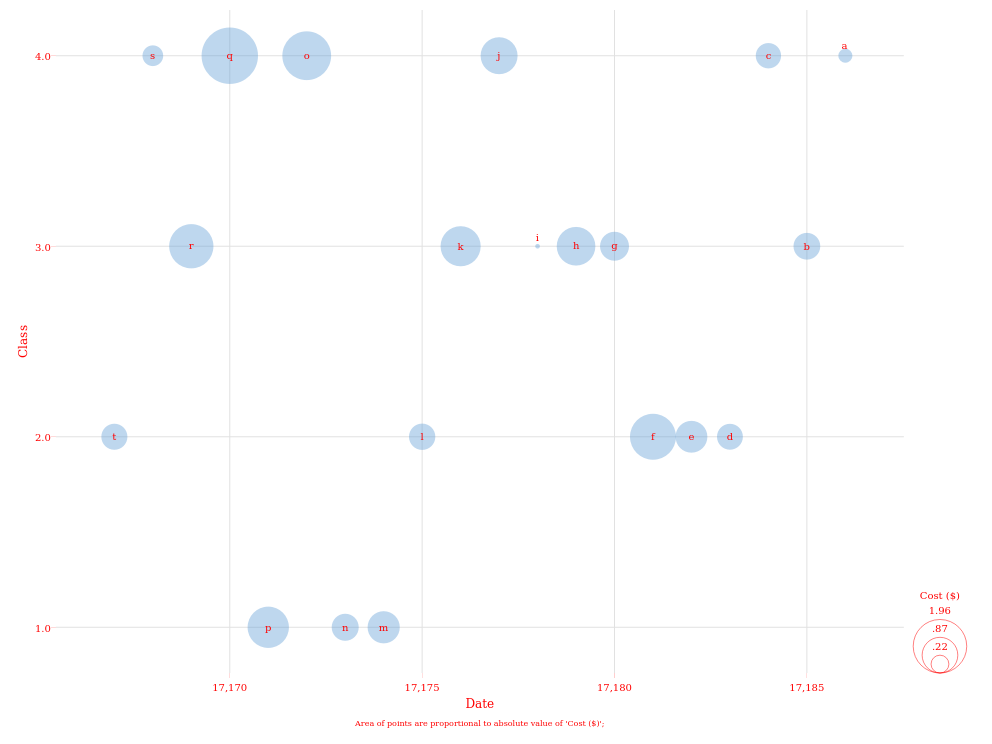 4.0
s
q
o
j
c
a
3.0
r
k
i
h
g
b
Class
2.0
t
l
f
e
d
1.0
p
n
m
Cost ($)
1.96
.87
.22
17,170
17,175
17,180
17,185
Date
Area of points are proportional to absolute value of 'Cost ($)';